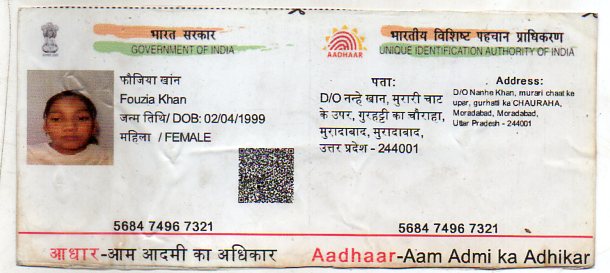 भारत सरकार
GOVERNMENT OF INDIA
फौजिया खांन
Fouzia Khan
जन्म तिथि/ DOB: 02/04/1999
महिला / FEMALE
5684 7496 7321
आधार-आम आदमी का अधिकार
AADHAAR
भारतीय विशिष्ट पहचान प्राधिकरण
UNIQUE IDENTIFICATION AUTHORITY OF INDIA
पता:
D/O नन्हे खान, मुरारी चाट
के उपर, गुरहट्टी का चौराहा,
मुरादाबाद, मुरादाबाद,
उत्तर प्रदेश - 244001
Address:
D/O Nanhe Khan, murari chaat ke
upar, gurhatti ka CHAURAHA,
Moradabad, Moradabad,
Uttar Pradesh - 244001
5684 7496 7321
Aadhaar-Aam Admi ka Adhikar